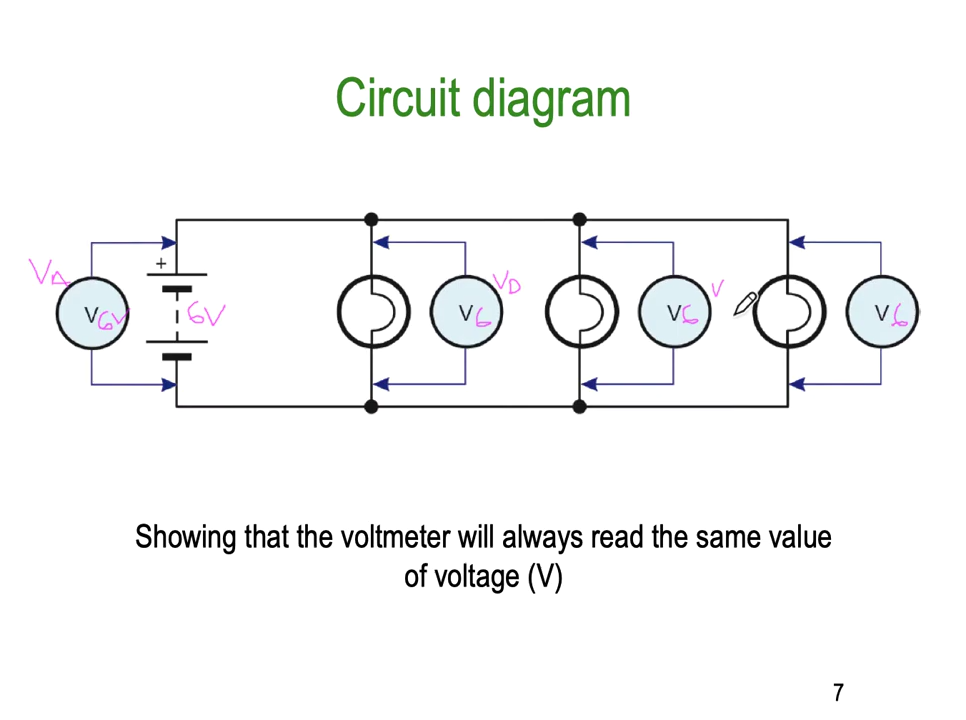 Circuit diagram
VA
+
V 6V
6V
V 6
VD
V 6
V
V 6
Showing that the voltmeter will always read the same value
of voltage (V)
7